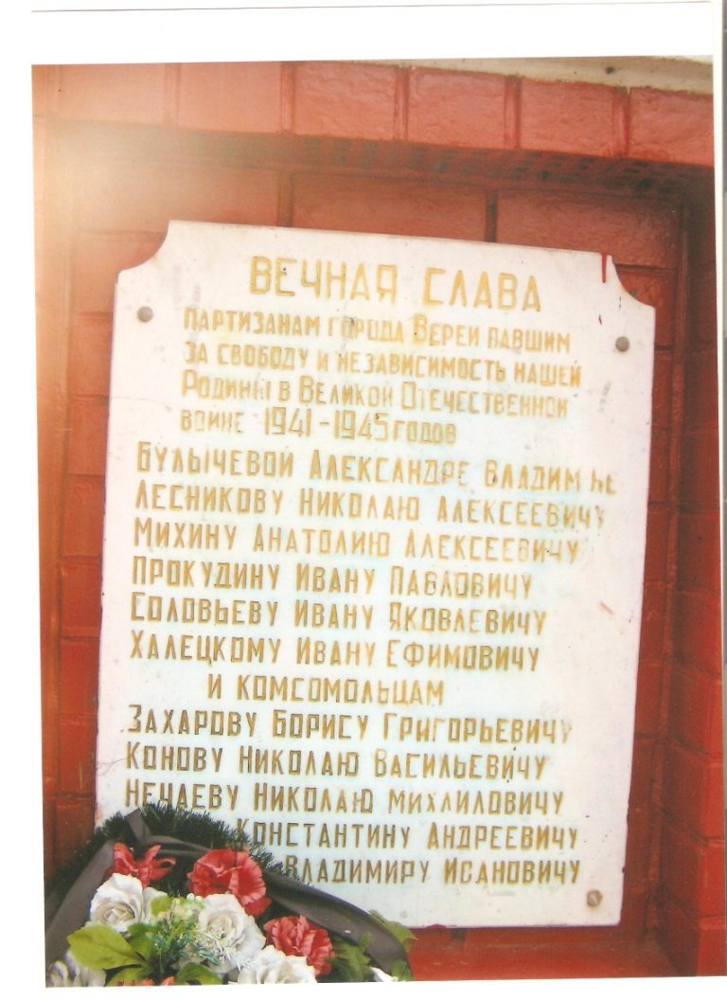 ВЕЧНАЯ СЛАВА
ПАРТИЗАНАМ ГОРОДА ВЕРЕИ ПАВШИМ
ЗА СВОБОДУ И НЕЗАВИСИМОСТЬ НАШЕЙ
РОДИНЫ В ВЕЛИКОЙ ОТЕЧЕСТВЕННОЙ
ВОЙНЕ 1941-1945 ГОДОВ
БУЛЫЧЕВОЙ АЛЕКСАНДРЕ
ЛЕСНИКОВУ НИКОЛАЮ АЛЕКСЕЕВИЧУ
МИХИНУ АНАТОЛИЮ АЛЕКСЕЕВИЧУ
ПРОКУДИНУ ИВАНУ ПАВЛОВИЧУ
СОЛОВЬЕВУ ИВАНУ ЯКОВЛЕВИЧУ
ХАЛЕЦКОМУ ИВАНУ ЕФИМОВИЧУ
И КОМСОМОЛЬЦАМ
ЗАХАРОВУ БОРИСУ ГРИГОРЬЕВИЧУ
КОНОВУ НИКОЛАЮ ВАСИЛЬЕВИЧУ
НЕЧАЕВУ НИКОЛАЮ МИХАИЛОВИЧУ
КОНСТАНТИНУ АНДРЕЕВИЧУ
ВЛАДИМИРУ ИСАНОВИЧУ